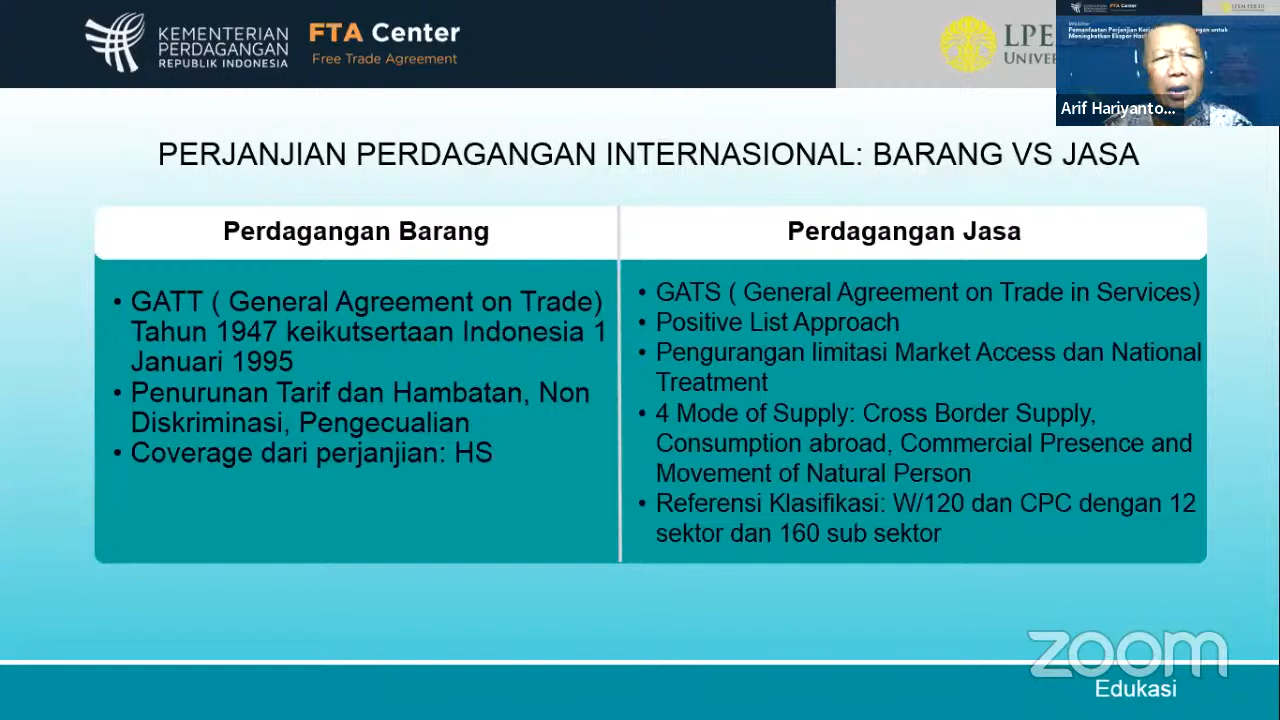 KEMENTERIAN
PERDAGANGAN
REPUBLIK INDONESIA
FTA Center
Free Trade Agreement
Arif Hariyanto...
PERJANJIAN PERDAGANGAN INTERNASIONAL: BARANG VS JASA
Perdagangan Barang
• GATT ( General Agreement on Trade)
Tahun 1947 keikutsertaan Indonesia 1
Januari 1995
• Penurunan Tarif dan Hambatan, Non
Diskriminasi, Pengecualian
• Coverage dari perjanjian: HS
Perdagangan Jasa
• GATS ( General Agreement on Trade in Services)
• Positive List Approach
• Pengurangan limitasi Market Access dan National
Treatment
• 4 Mode of Supply: Cross Border Supply,
Consumption abroad, Commercial Presence and
Movement of Natural Person
• Referensi Klasifikasi: W/120 dan CPC dengan 12
sektor dan 160 sub sektor
zoom
Edukasi